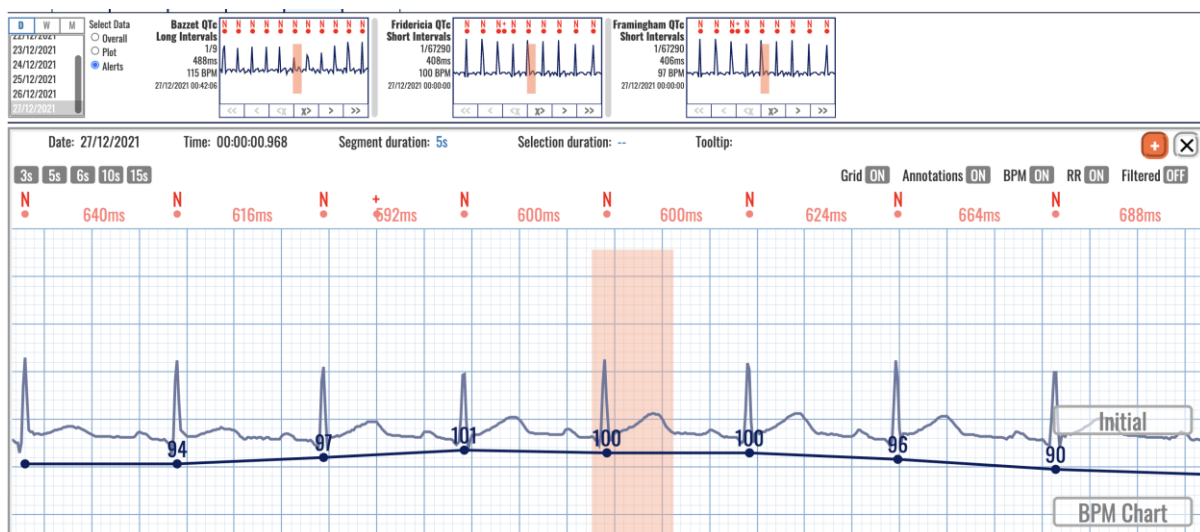 D W M
Select Data
Overall
Plot
Alerts
22/12/2021
23/12/2021
24/12/2021
25/12/2021
26/12/2021
27/12/2021
Bazzet QTc
Long Intervals
1/9
488ms
115 BPM
27/12/2021 00:42:06
N N N N N N N N N N N
<< < <X X> > >>
Fridericia QTc
Short Intervals
1/67290
408ms
100 BPM
27/12/2021 00:00:00
N N N + N N N N N N
<< < <X X> > >>
Framingham QTc
Short Intervals
1/67290
406ms
97 BPM
27/12/2021 00:00:00
N N N + N N N N N N
<< < <X X> > >>
Date: 27/12/2021 Time: 00:00:00.968 Segment duration: 5s Selection duration: -- Tooltip:
+ X
3s 5s 6s 10s 15s
Grid ON Annotations ON BPM ON RR ON Filtered OFF
N N N + N N N N N
640ms 616ms 592ms 600ms 600ms 624ms 664ms 688ms
94 97 101 100 100 96 90
Initial
BPM Chart